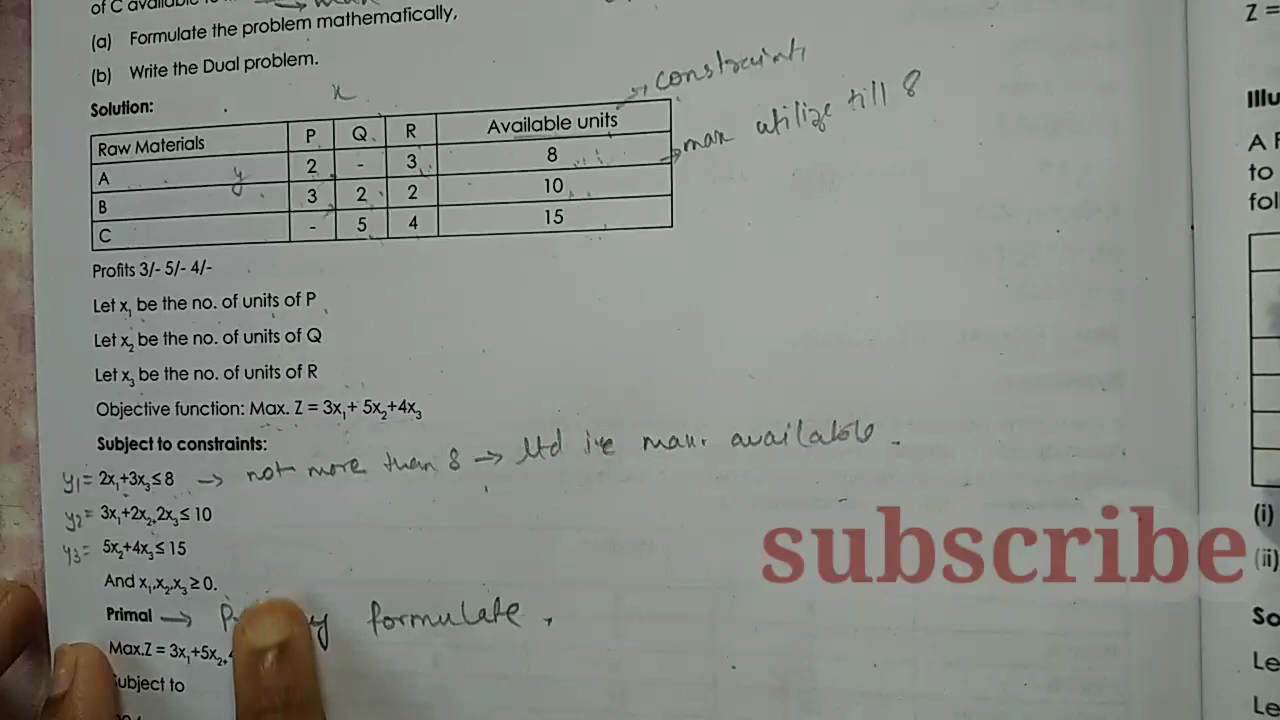 of C available
(a) Formulate the problem mathematically,
(b) Write the Dual problem.
Solution:
x
→ constraints
Raw Materials P Q R Available units
A 2 - 3 8
→ max utilize till 8
y
B 3 2 2 10
C - 5 4 15
Profits 3/- 5/- 4/-
Let x₁ be the no. of units of P
Let x₂ be the no. of units of Q
Let x₃ be the no. of units of R
Objective function: Max. Z = 3x₁+ 5x₂+4x₃
Subject to constraints:
y₁= 2x₁+3x₃ ≤ 8 → not more than 8 → ltd i.e max. available.
y₂= 3x₁+2x₂₊2x₃ ≤ 10
y₃= 5x₂+4x₃ ≤ 15
And x₁,x₂,x₃ ≥ 0.
Primal → formulate.
Max.Z = 3x₁+5x₂₊
Subject to
Z =
Illu
A
to
fol
(i)
(ii)
So
Le
Le
subscribe